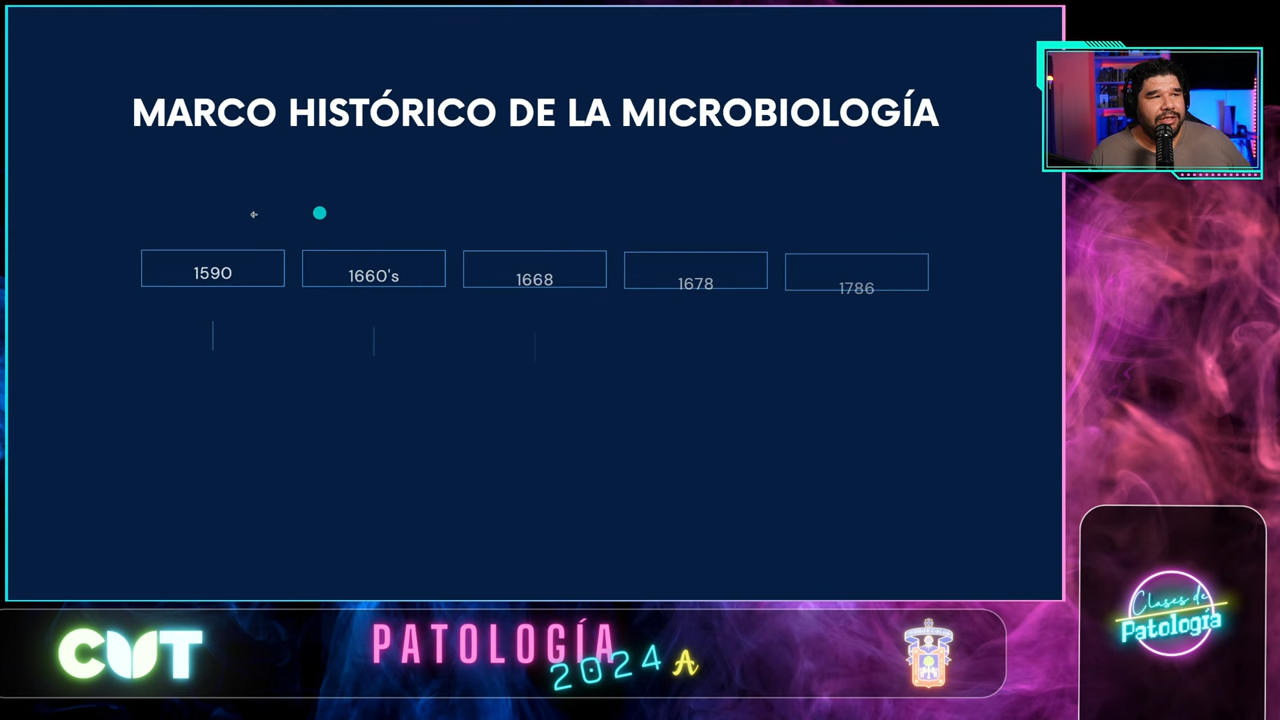 MARCO HISTÓRICO DE LA MICROBIOLOGÍA
1590
1660's
1668
1678
1786
CUT
PATOLOGÍA
2024 A
Clases de
Patología